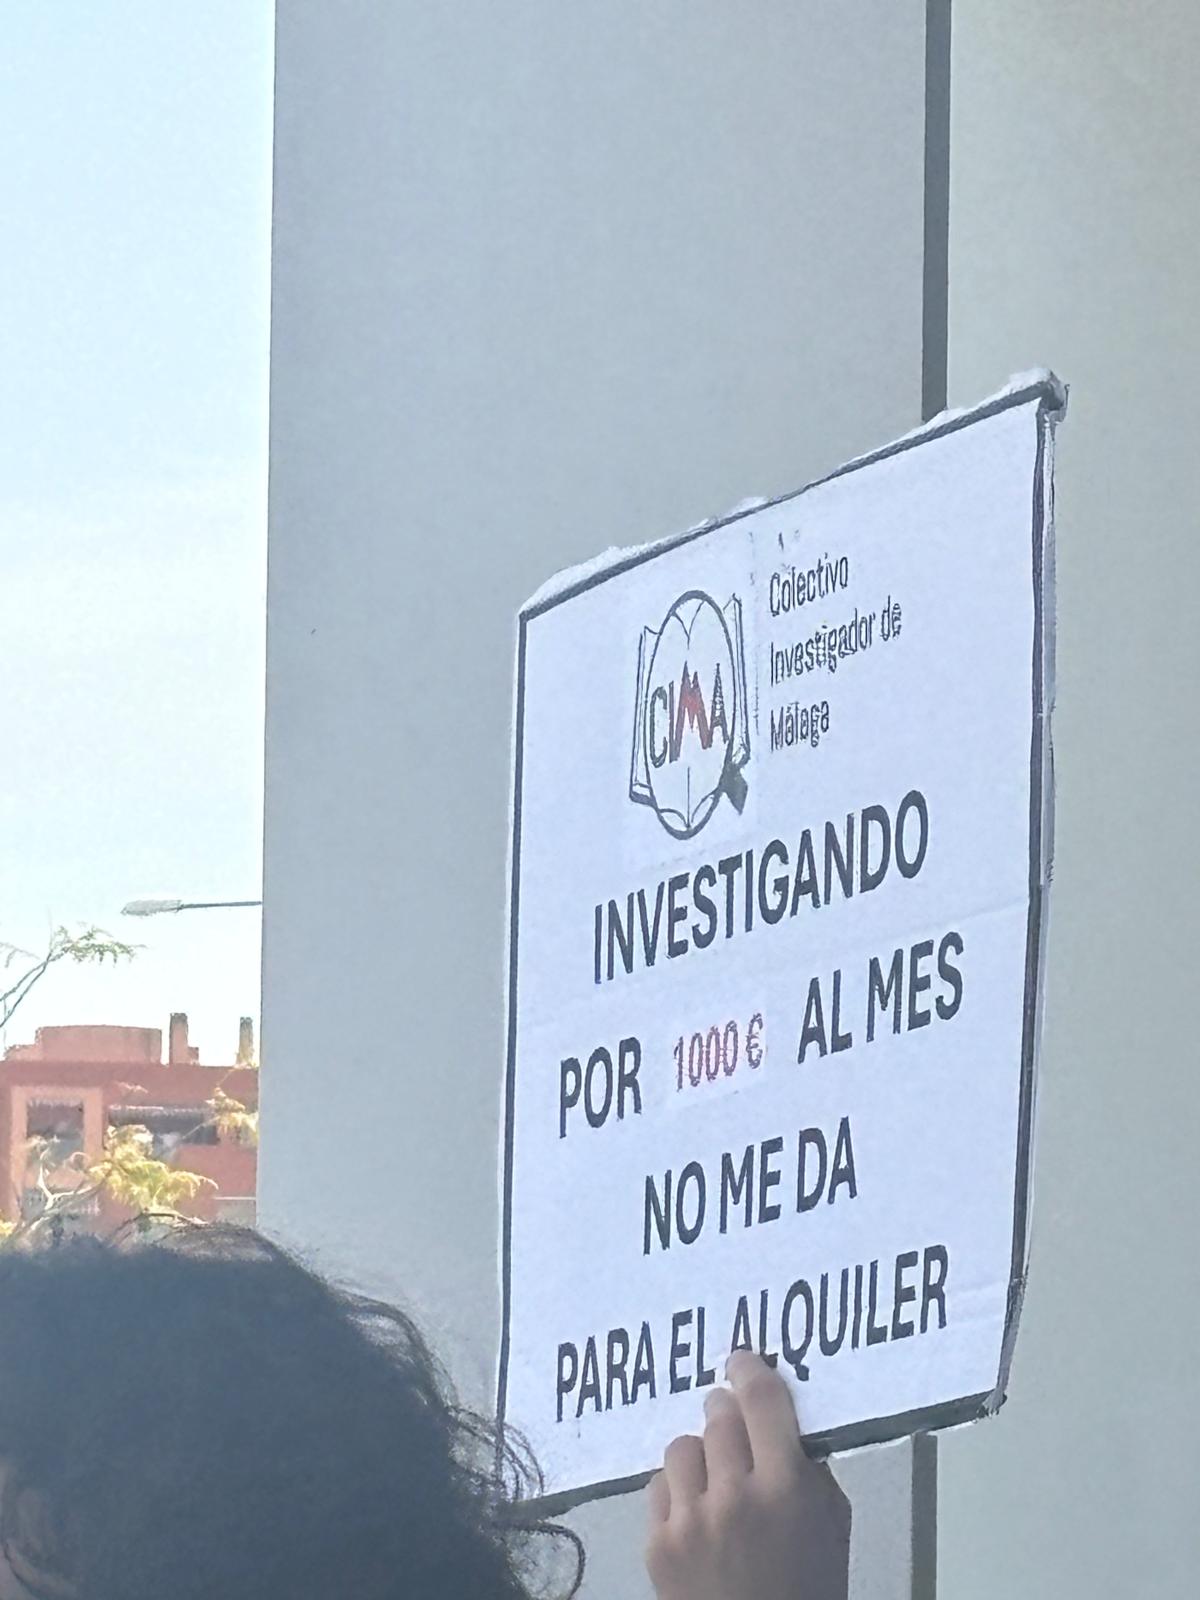 CIMA
Colectivo
Investigador de
Málaga
INVESTIGANDO
POR 1000 € AL MES
NO ME DA
PARA EL ALQUILER